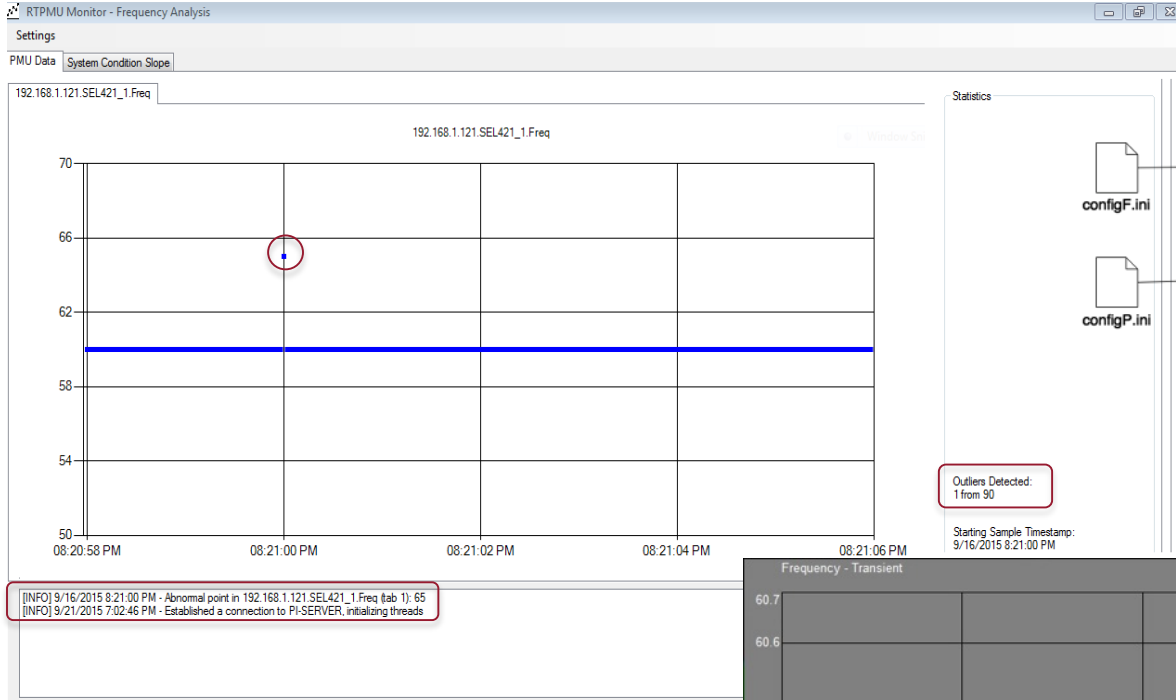 RTPMU Monitor - Frequency Analysis
Settings
PMU Data
System Condition Slope
192.168.1.121.SEL421_1.Freq
192.168.1.121.SEL421_1.Freq
70
66
62
58
54
50
08:20:58 PM
08:21:00 PM
08:21:02 PM
08:21:04 PM
08:21:06 PM
Statistics
configF.ini
configP.ini
Outliers Detected:
1 from 90
Starting Sample Timestamp:
9/16/2015 8:21:00 PM
[INFO] 9/16/2015 8:21:00 PM - Abnormal point in 192.168.1.121.SEL421_1.Freq (tab 1): 65
[INFO] 9/21/2015 7:02:46 PM - Established a connection to PI-SERVER, initializing threads
Frequency - Transient
60.7
60.6